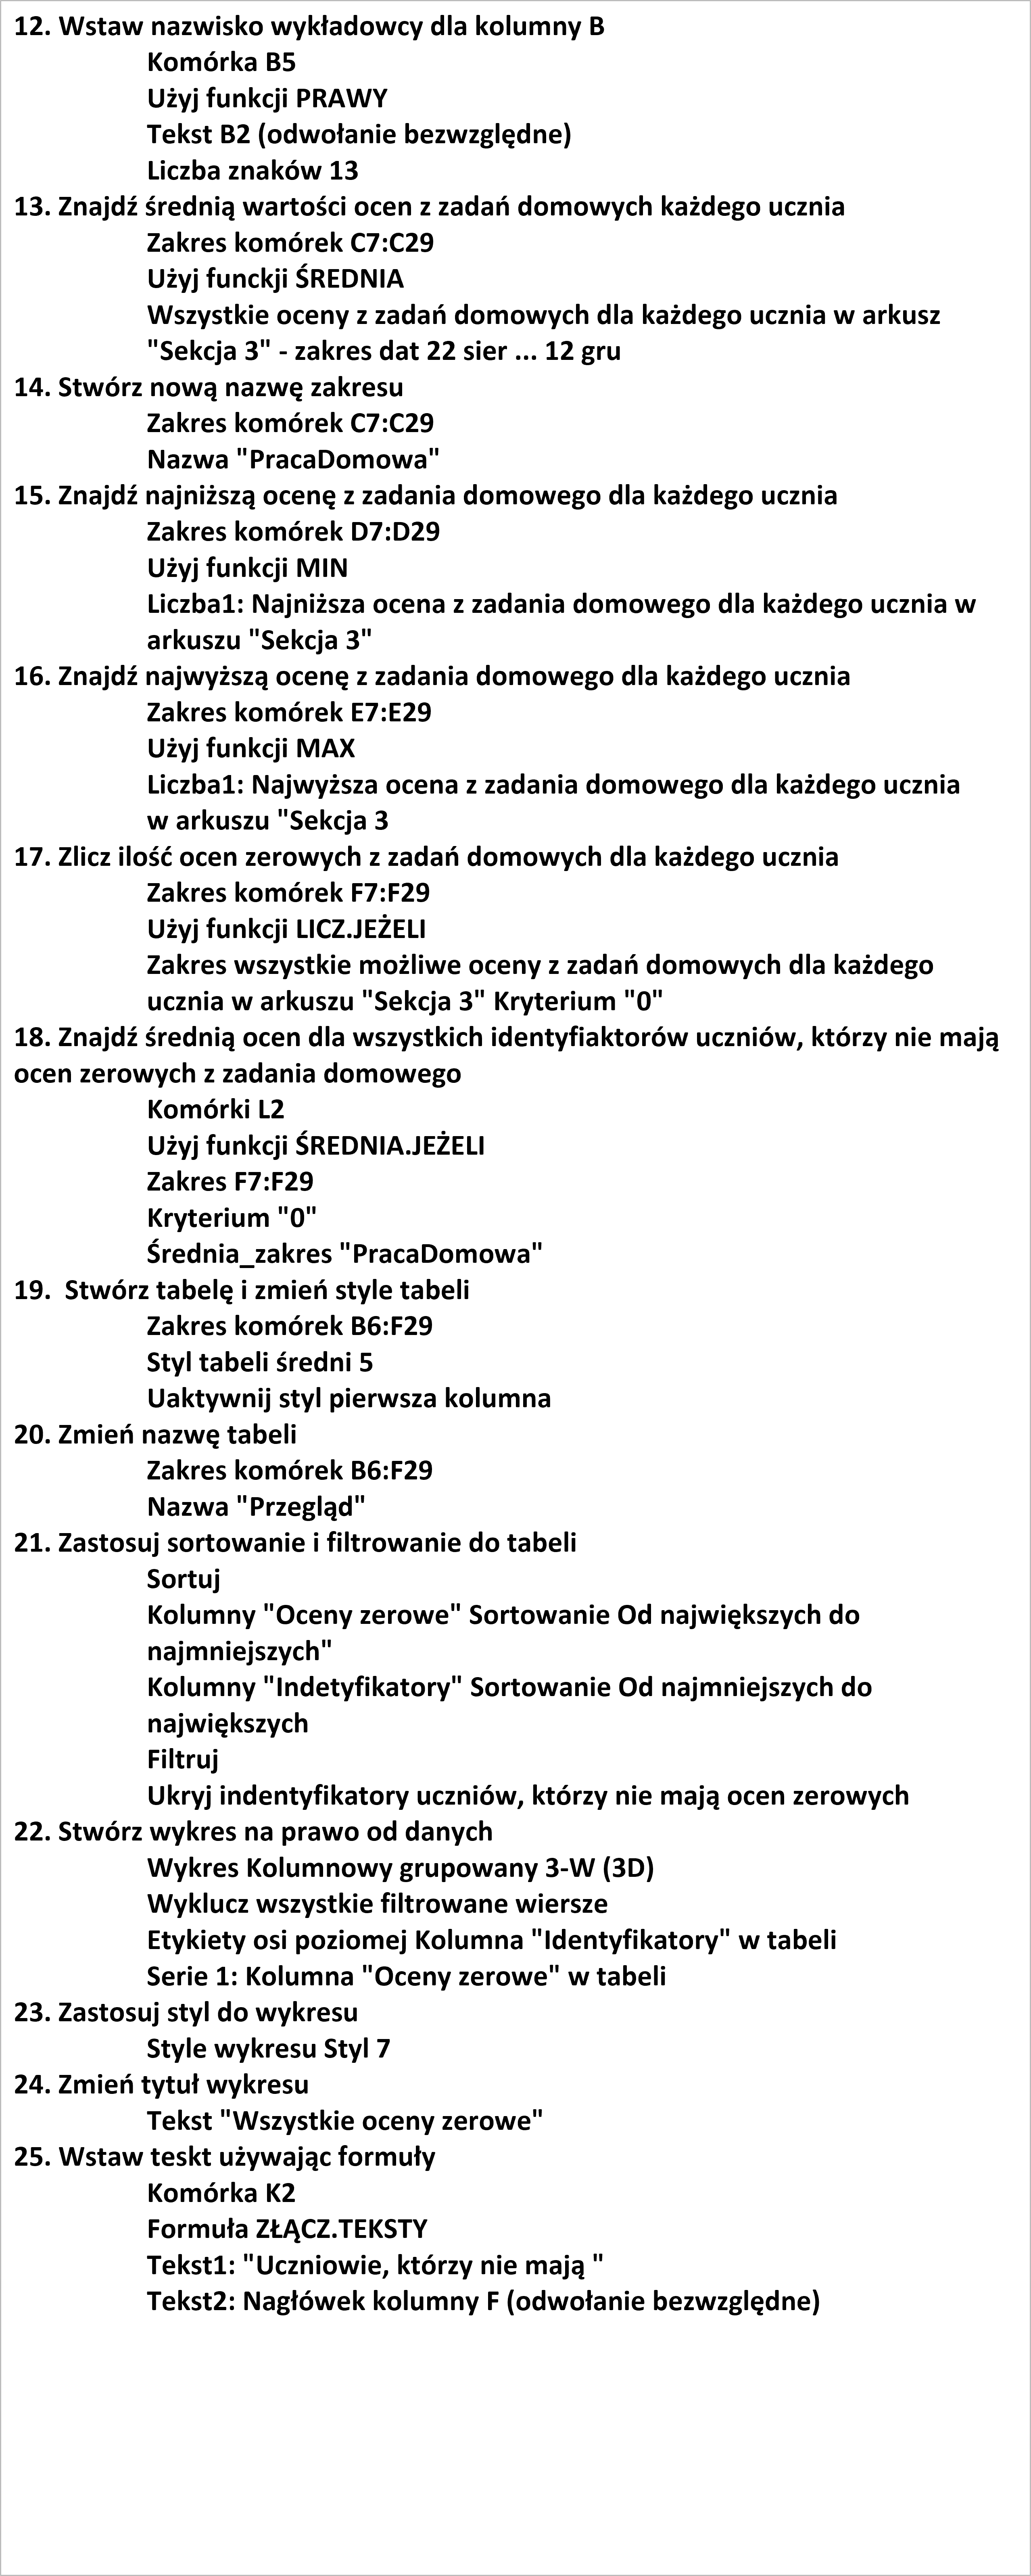 12. Wstaw nazwisko wykładowcy dla kolumny B
Komórka B5
Użyj funkcji PRAWY
Tekst B2 (odwołanie bezwzględne)
Liczba znaków 13
13. Znajdź średnią wartości ocen z zadań domowych każdego ucznia
Zakres komórek C7:C29
Użyj funckji ŚREDNIA
Wszystkie oceny z zadań domowych dla każdego ucznia w arkusz
"Sekcja 3" - zakres dat 22 sier ... 12 gru
14. Stwórz nową nazwę zakresu
Zakres komórek C7:C29
Nazwa "PracaDomowa"
15. Znajdź najniższą ocenę z zadania domowego dla każdego ucznia
Zakres komórek D7:D29
Użyj funkcji MIN
Liczba1: Najniższa ocena z zadania domowego dla każdego ucznia w
arkuszu "Sekcja 3"
16. Znajdź najwyższą ocenę z zadania domowego dla każdego ucznia
Zakres komórek E7:E29
Użyj funkcji MAX
Liczba1: Najwyższa ocena z zadania domowego dla każdego ucznia
w arkuszu "Sekcja 3
17. Zlicz ilość ocen zerowych z zadań domowych dla każdego ucznia
Zakres komórek F7:F29
Użyj funkcji LICZ.JEŻELI
Zakres wszystkie możliwe oceny z zadań domowych dla każdego
ucznia w arkuszu "Sekcja 3" Kryterium "0"
18. Znajdź średnią ocen dla wszystkich identyfiaktorów uczniów, którzy nie mają
ocen zerowych z zadania domowego
Komórki L2
Użyj funkcji ŚREDNIA.JEŻELI
Zakres F7:F29
Kryterium "0"
Średnia_zakres "PracaDomowa"
19. Stwórz tabelę i zmień style tabeli
Zakres komórek B6:F29
Styl tabeli średni 5
Uaktywnij styl pierwsza kolumna
20. Zmień nazwę tabeli
Zakres komórek B6:F29
Nazwa "Przegląd"
21. Zastosuj sortowanie i filtrowanie do tabeli
Sortuj
Kolumny "Oceny zerowe" Sortowanie Od największych do
najmniejszych"
Kolumny "Indetyfikatory" Sortowanie Od najmniejszych do
największych
Filtruj
Ukryj indentyfikatory uczniów, którzy nie mają ocen zerowych
22. Stwórz wykres na prawo od danych
Wykres Kolumnowy grupowany 3-W (3D)
Wyklucz wszystkie filtrowane wiersze
Etykiety osi poziomej Kolumna "Identyfikatory" w tabeli
Serie 1: Kolumna "Oceny zerowe" w tabeli
23. Zastosuj styl do wykresu
Style wykresu Styl 7
24. Zmień tytuł wykresu
Tekst "Wszystkie oceny zerowe"
25. Wstaw teskt używając formuły
Komórka K2
Formuła ZŁĄCZ.TEKSTY
Tekst1: "Uczniowie, którzy nie mają "
Tekst2: Nagłówek kolumny F (odwołanie bezwzględne)